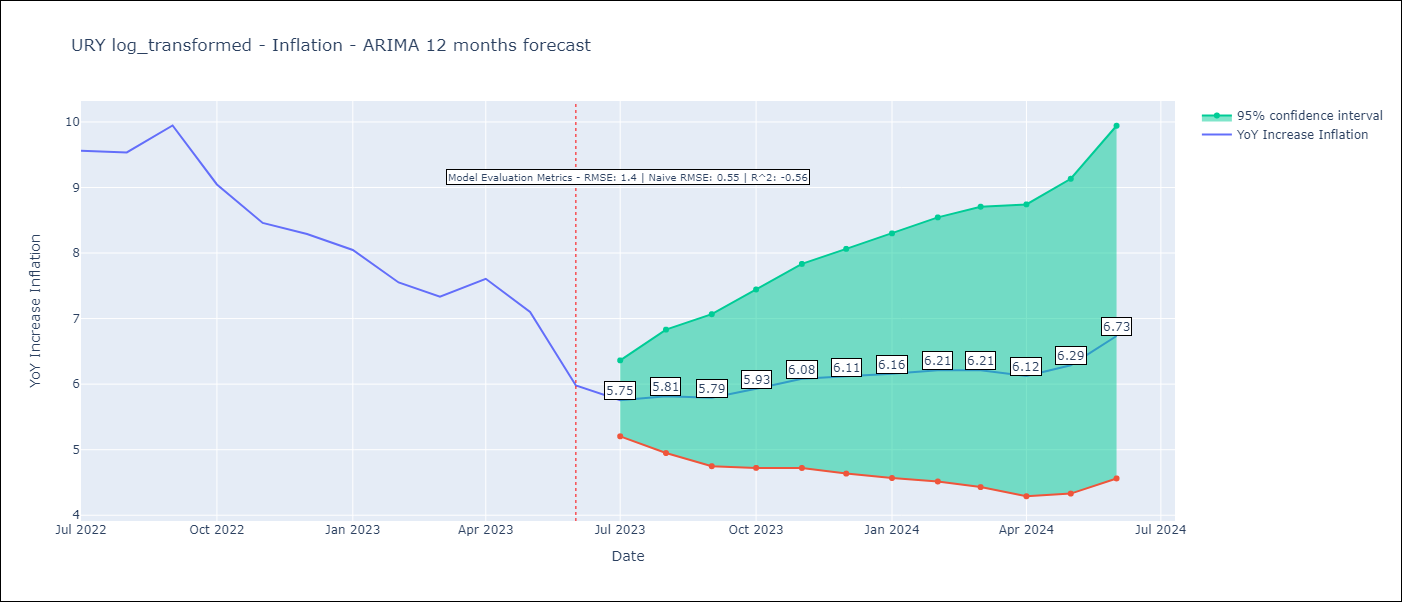 URY log_transformed - Inflation - ARIMA 12 months forecast
95% confidence interval
YoY Increase Inflation
Model Evaluation Metrics - RMSE: 1.4 | Naive RMSE: 0.55 | R^2: -0.56
YoY Increase Inflation
10
9
8
7
6
5
4
5.75
5.81
5.79
5.93
6.08
6.11
6.16
6.21
6.21
6.12
6.29
6.73
Jul 2022
Oct 2022
Jan 2023
Apr 2023
Jul 2023
Oct 2023
Jan 2024
Apr 2024
Jul 2024
Date